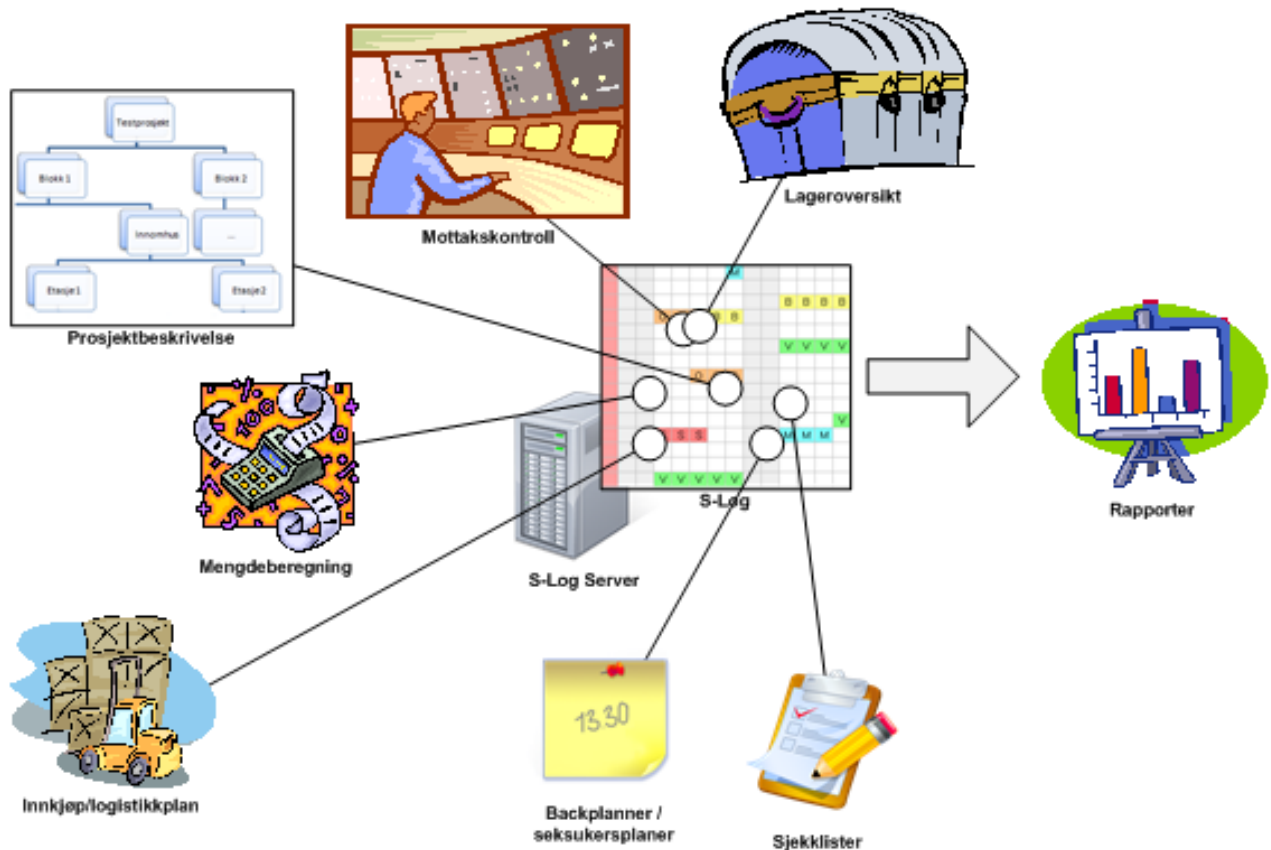 Testprosjekt
Blokk 1
Blokk 2
Innomhus
...
Etasje1
Etasje2
Prosjektbeskrivelse
Mottakskontroll
Lageroversikt
M
B B B B
O B B
V V V V
O
V
S S
M M M
V V V V V
S-Log
Mengdeberegning
S-Log Server
Rapporter
Innkjøp/logistikkplan
13.30
Backplanner /
seksukersplaner
Sjekklister